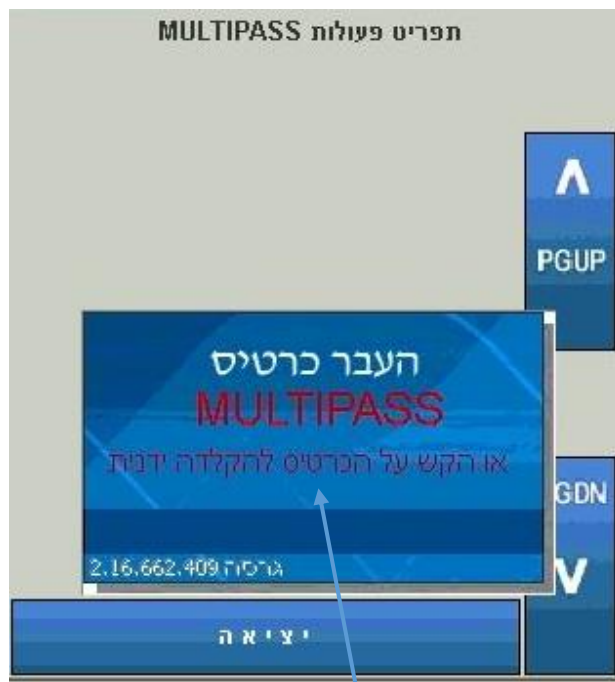 תפריט פעולות MULTIPASS
Λ
PGUP
העבר כרטיס
MULTIPASS
או הקש על הכרטיס להקלדה ידנית
גרסה 2.16.662.409
GDN
V
יציאה